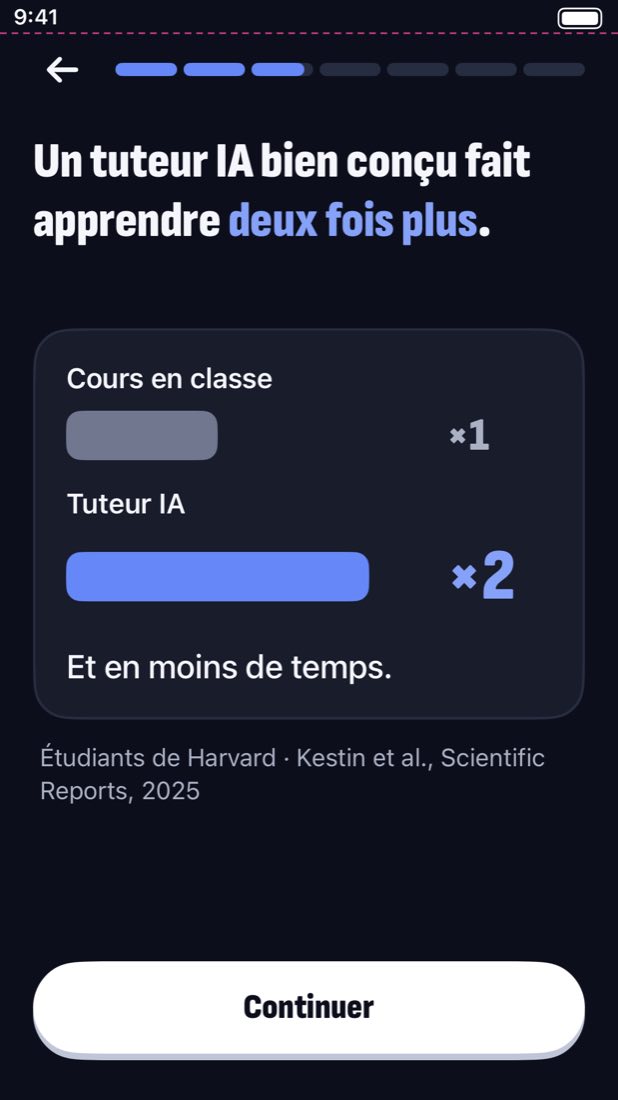 9:41
Un tuteur IA bien conçu fait
apprendre deux fois plus.
Cours en classe
×1
Tuteur IA
×2
Et en moins de temps.
Étudiants de Harvard · Kestin et al., Scientific
Reports, 2025
Continuer